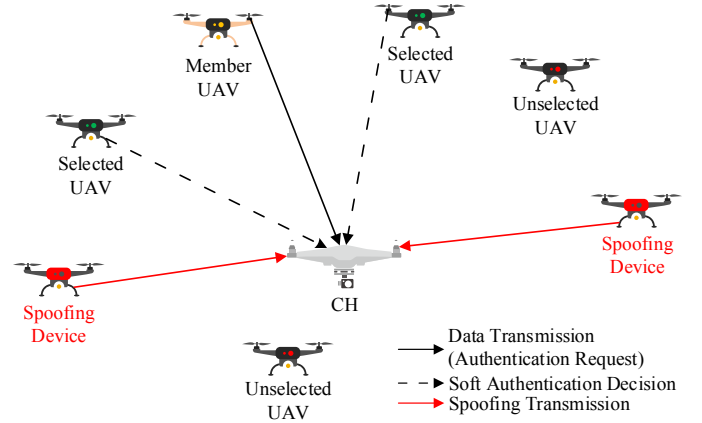 Member
UAV
Selected
UAV
Unselected
UAV
Selected
UAV
Spoofing
Device
Spoofing
Device
CH
Unselected
UAV
Data Transmission
(Authentication Request)
Soft Authentication Decision
Spoofing Transmission